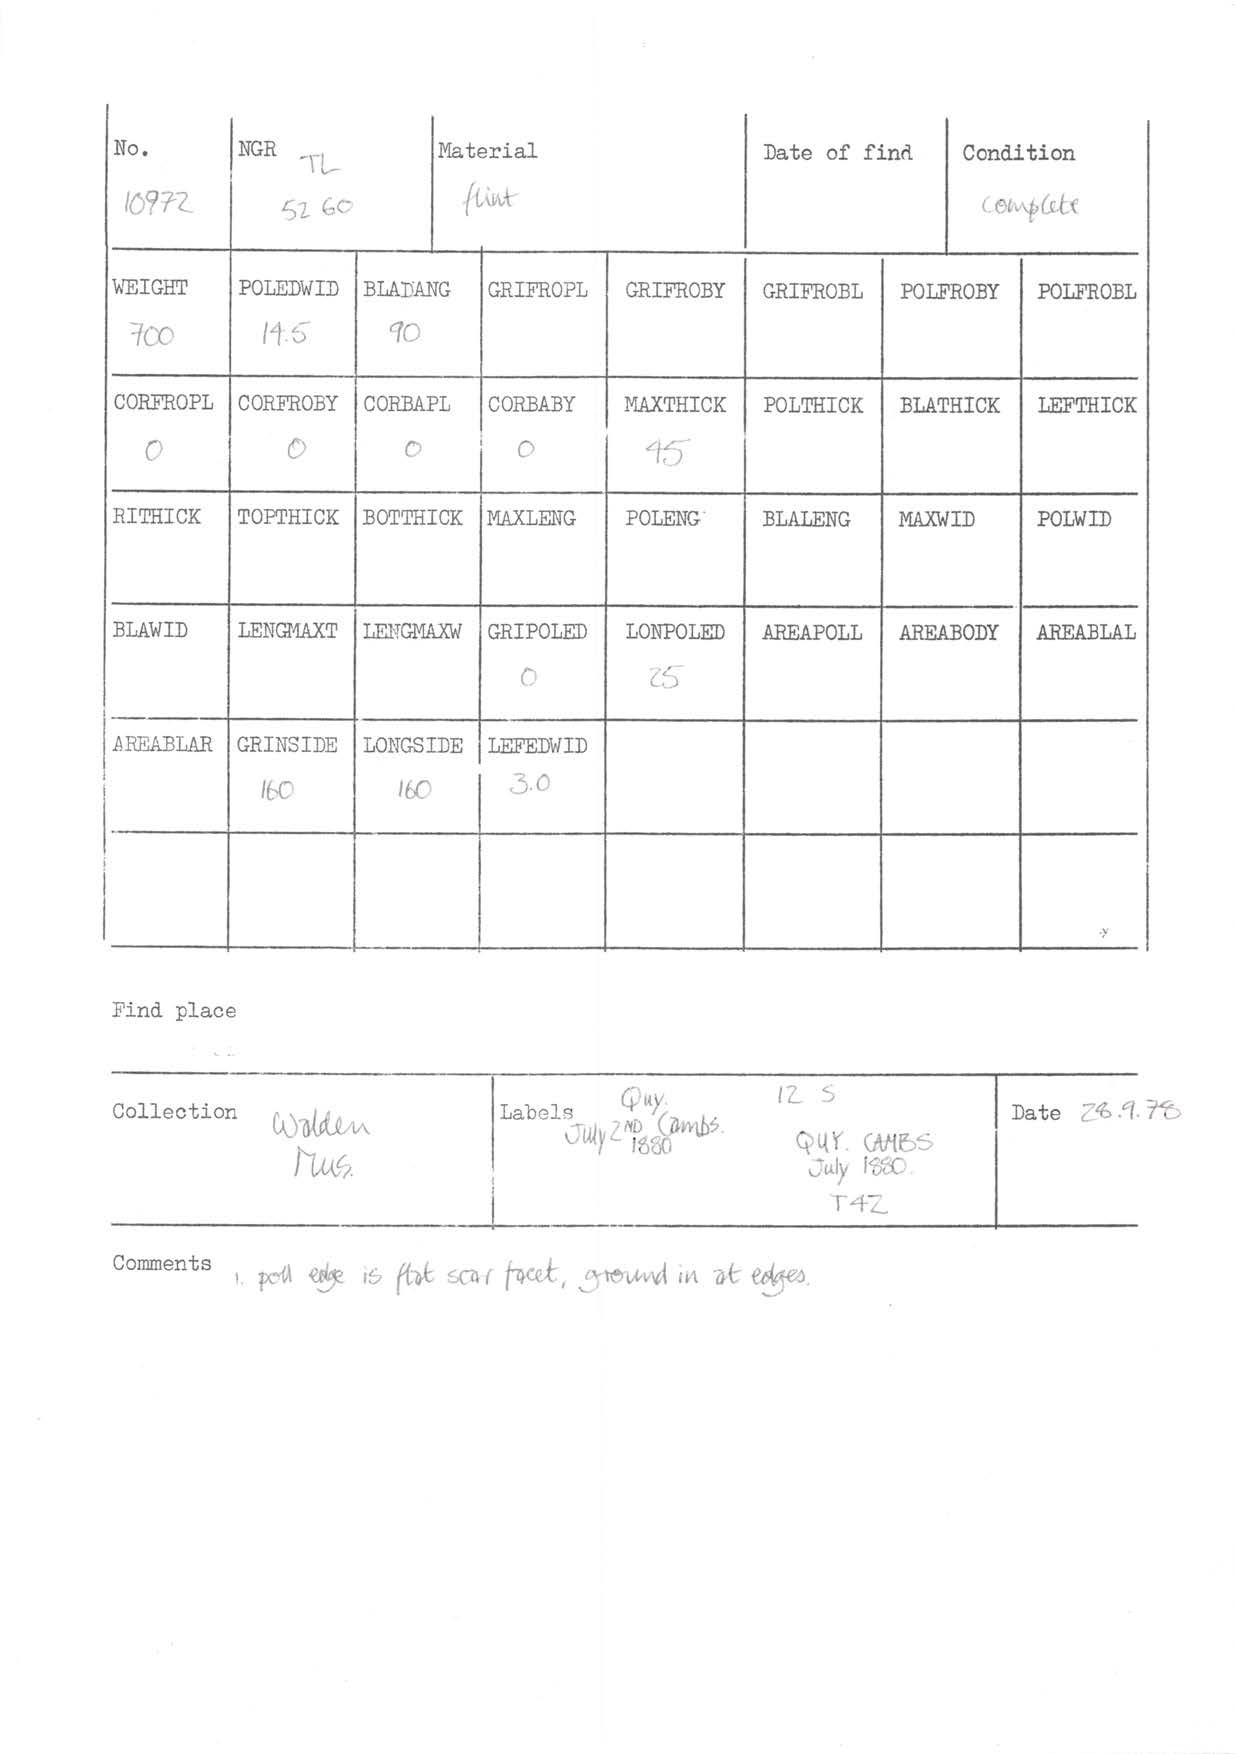 No. NGR TL Material Date of find Condition
10972 52 60 flint complete
WEIGHT POLEDWID BLADANG GRIFROPL GRIFROBY GRIFROBL POLFROBY POLFROBL
700 14.5 90
CORFROPL CORFROBY CORBAPL CORBABY MAXTHICK POLTHICK BLATHICK LEFTHICK
0 0 0 0 45
RITHICK TOPTHICK BOTTHICK MAXLENG POLENG BLALENG MAXWID POLWID
BLAWID LENGMAXT LENGMAXW GRIPOLED LONPOLED AREAPOLL AREABODY AREABLAL
0 25
AREABLAR GRINSIDE LONGSIDE LEFEDWID
160 160 3.0
Find place
Collection Walden Mus.
Labels Quy. Cambs.
July 2ND 1880
12 S
QUY. CAMBS
July 1880.
T42
Date 28.9.78
Comments 1. poll edge is flat scar facet, ground in at edges.